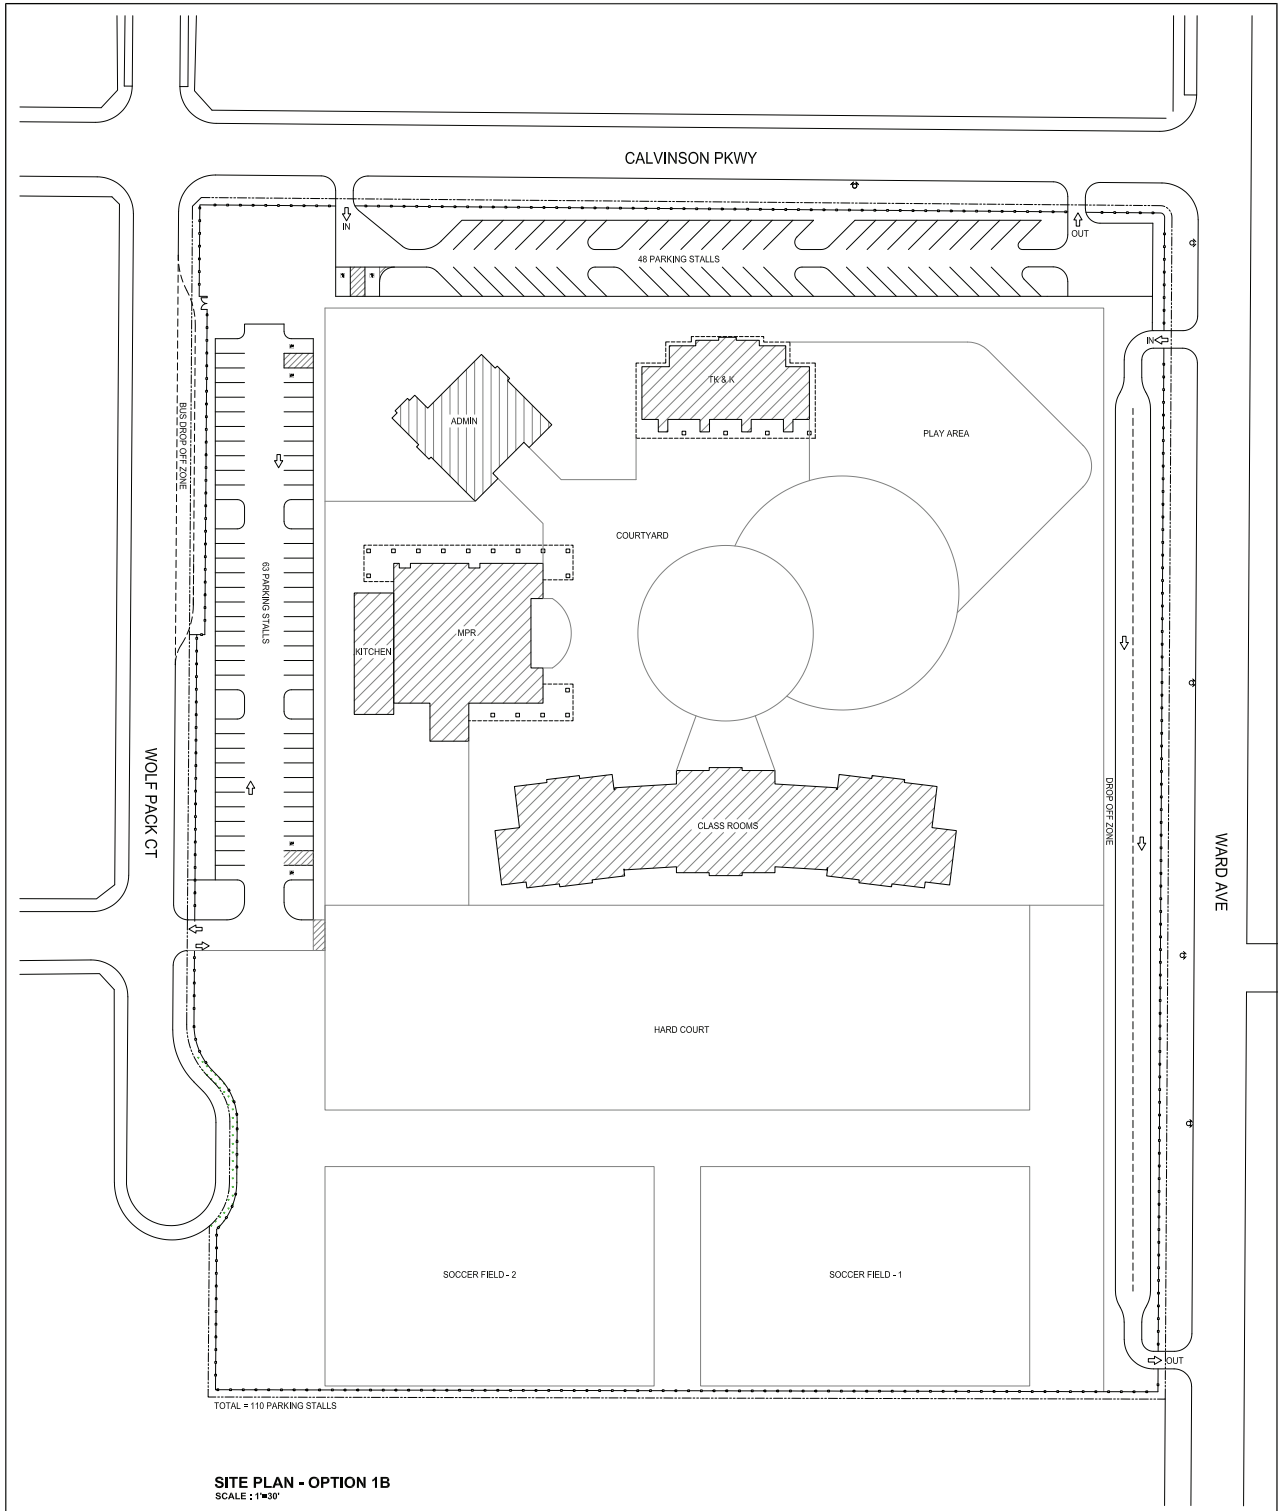 CALVINSON PKWY
IN
OUT
48 PARKING STALLS
IN
BUS DROP OFF ZONE
TK & K
ADMIN
PLAY AREA
COURTYARD
63 PARKING STALLS
MPR
KITCHEN
WOLF PACK CT
DROP OFF ZONE
CLASS ROOMS
WARD AVE
HARD COURT
SOCCER FIELD - 2
SOCCER FIELD - 1
OUT
TOTAL = 110 PARKING STALLS
SITE PLAN - OPTION 1B
SCALE : 1"=30'